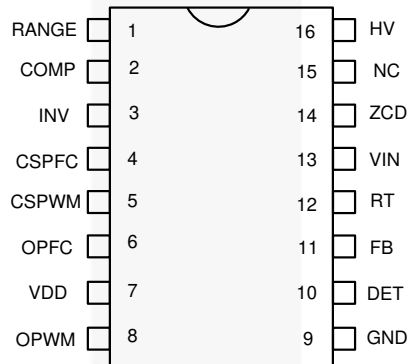 RANGE 1 16 HV
COMP 2 15 NC
INV 3 14 ZCD
CSPFC 4 13 VIN
CSPWM 5 12 RT
OPFC 6 11 FB
VDD 7 10 DET
OPWM 8 9 GND